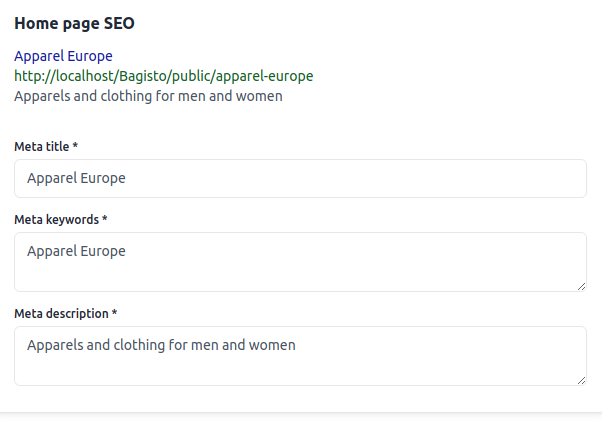 Home page SEO
Apparel Europe
http://localhost/Bagisto/public/apparel-europe
Apparels and clothing for men and women
Meta title *
Apparel Europe
Meta keywords *
Apparel Europe
Meta description *
Apparels and clothing for men and women